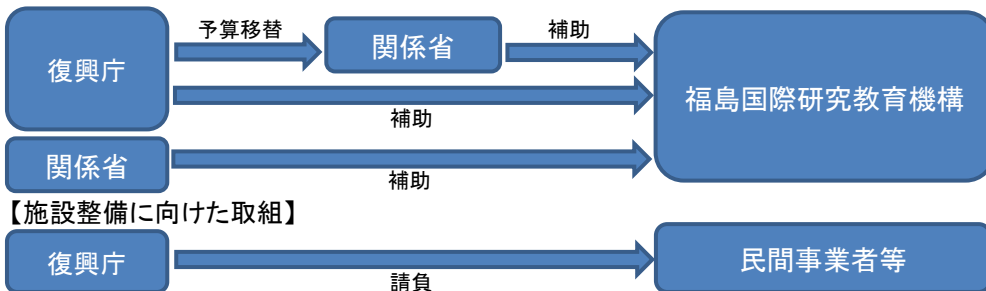 予算移替
補助
復興庁
関係省
福島国際研究教育機構
補助
関係省
補助
【施設整備に向けた取組】
復興庁
民間事業者等
請負